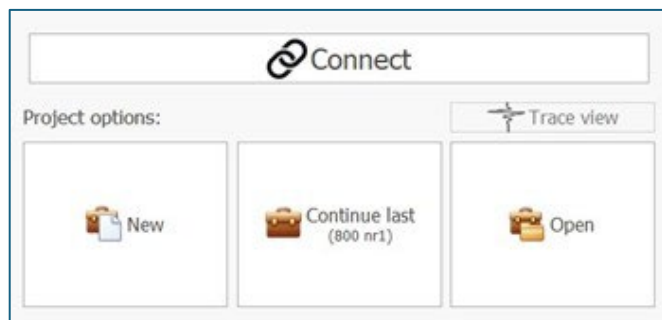 Connect
Project options:
Trace view
New
Continue last
(800 nr1)
Open